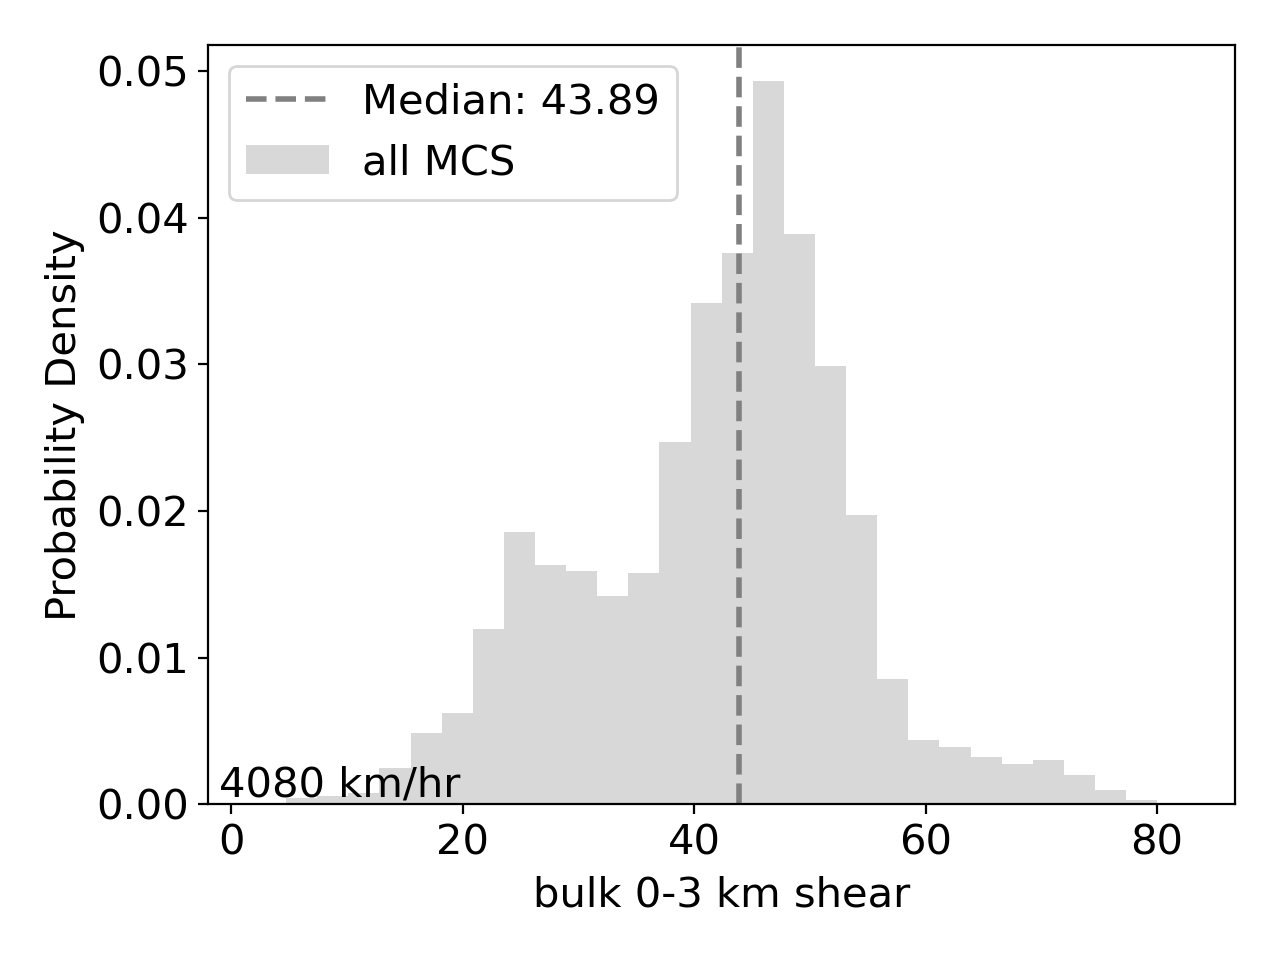 0.05
0.04
0.03
0.02
0.01
0.00
Probability Density
Median: 43.89
all MCS
4080 km/hr
0 20 40 60 80
bulk 0-3 km shear